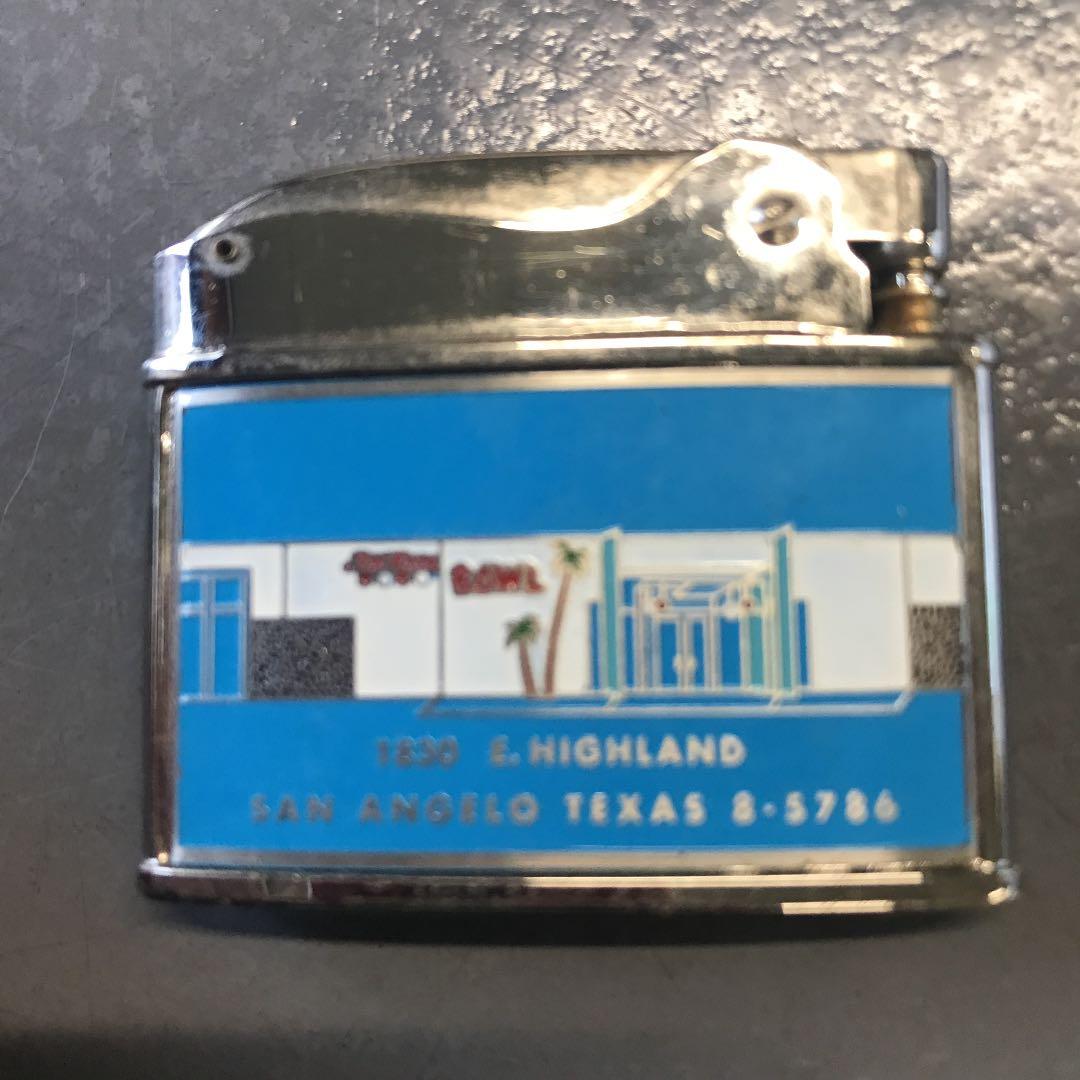 BOWL
1830 E. HIGHLAND
SAN ANGELO TEXAS 8-5786